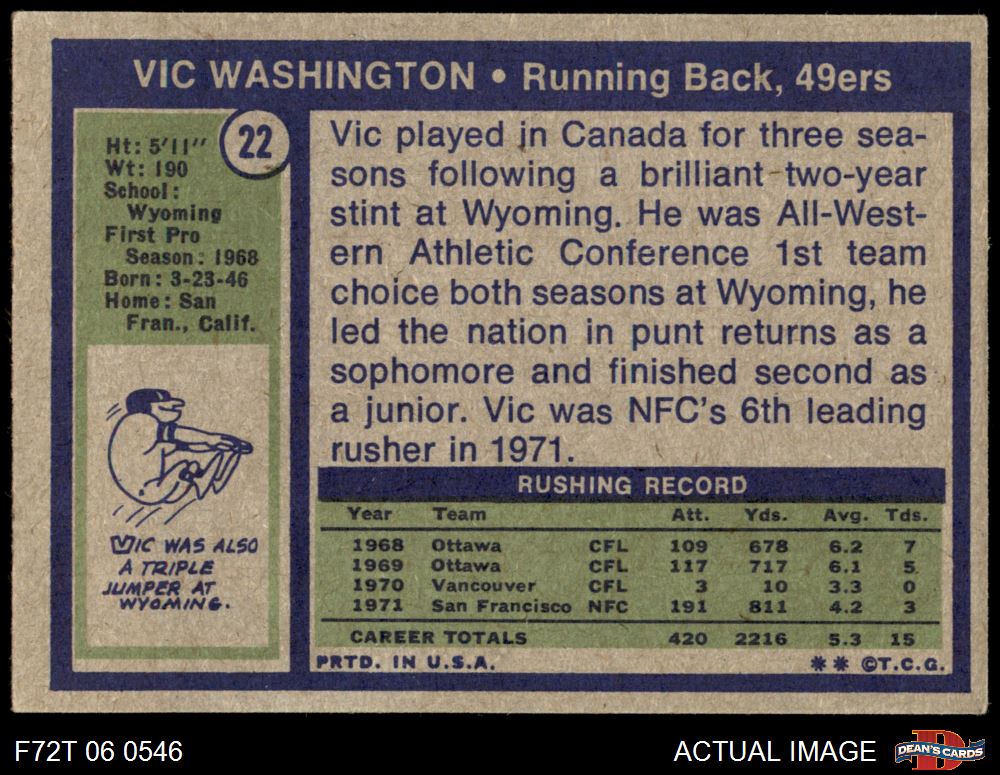 VIC WASHINGTON • Running Back, 49ers
22
Ht: 5'11"
Wt: 190
School:
Wyoming
First Pro
Season: 1968
Born: 3-23-46
Home: San
Fran., Calif.
VIC WAS ALSO
A TRIPLE
JUMPER AT
WYOMING.
Vic played in Canada for three sea-
sons following a brilliant two-year
stint at Wyoming. He was All-West-
ern Athletic Conference 1st team
choice both seasons at Wyoming, he
led the nation in punt returns as a
sophomore and finished second as
a junior. Vic was NFC's 6th leading
rusher in 1971.
RUSHING RECORD
Year Team Att. Yds. Avg. Tds.
1968 Ottawa CFL 109 678 6.2 7
1969 Ottawa CFL 117 717 6.1 5
1970 Vancouver CFL 3 10 3.3 0
1971 San Francisco NFC 191 811 4.2 3
CAREER TOTALS 420 2216 5.3 15
PRTD. IN U.S.A. ** ©T.C.G.
F72T 06 0546 ACTUAL IMAGE
D
DEAN'S CARDS